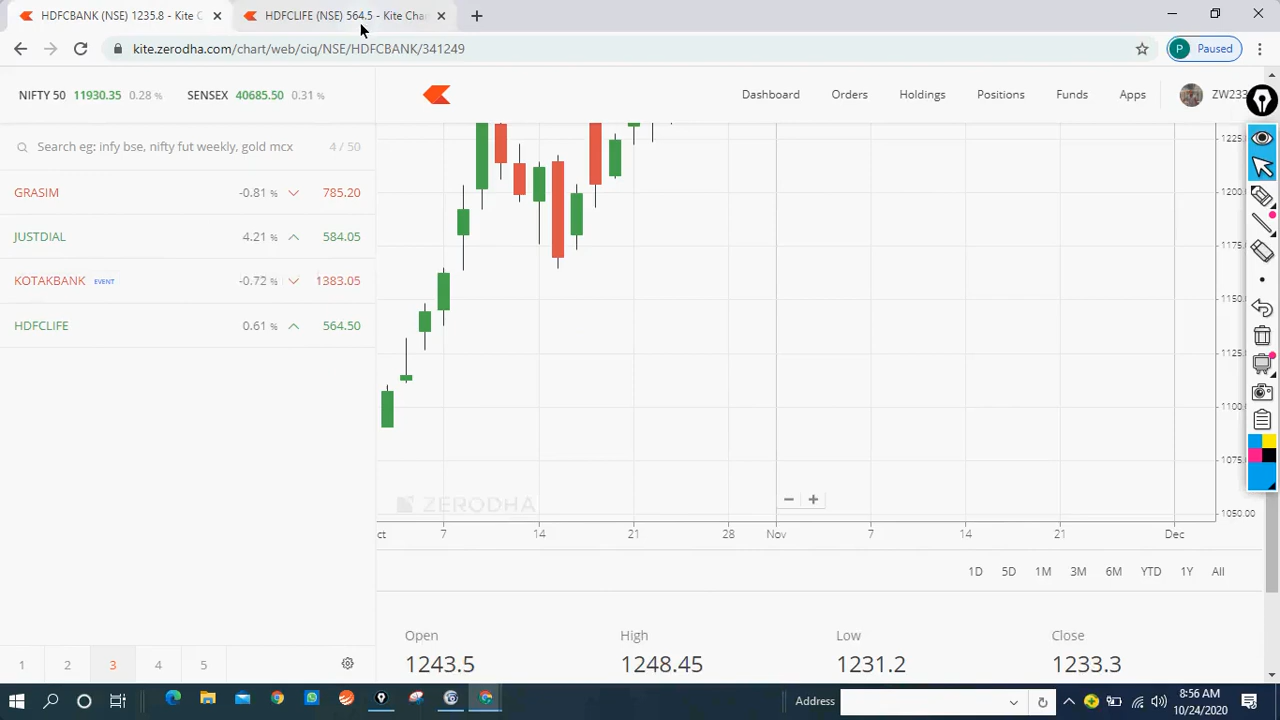 HDFCBANK (NSE) 1235.8 - Kite C
HDFCLIFE (NSE) 564.5 - Kite Char
kite.zerodha.com/chart/web/ciq/NSE/HDFCBANK/341249
P Paused
NIFTY 50 11930.35 0.28 % SENSEX 40685.50 0.31 %
Dashboard Orders Holdings Positions Funds Apps ZW233
Search eg: infy bse, nifty fut weekly, gold mcx 4 / 50
GRASIM -0.81 % 785.20
JUSTDIAL 4.21 % 584.05
KOTAKBANK EVENT -0.72 % 1383.05
HDFCLIFE 0.61 % 564.50
1225.
1200.
1175.
1150.
1125.
1100.
1075.
1050.00
ZERODHA
ct 7 14 21 28 Nov 7 14 21 Dec
1D 5D 1M 3M 6M YTD 1Y All
Open High Low Close
1243.5 1248.45 1231.2 1233.3
1 2 3 4 5
Address
8:56 AM
10/24/2020